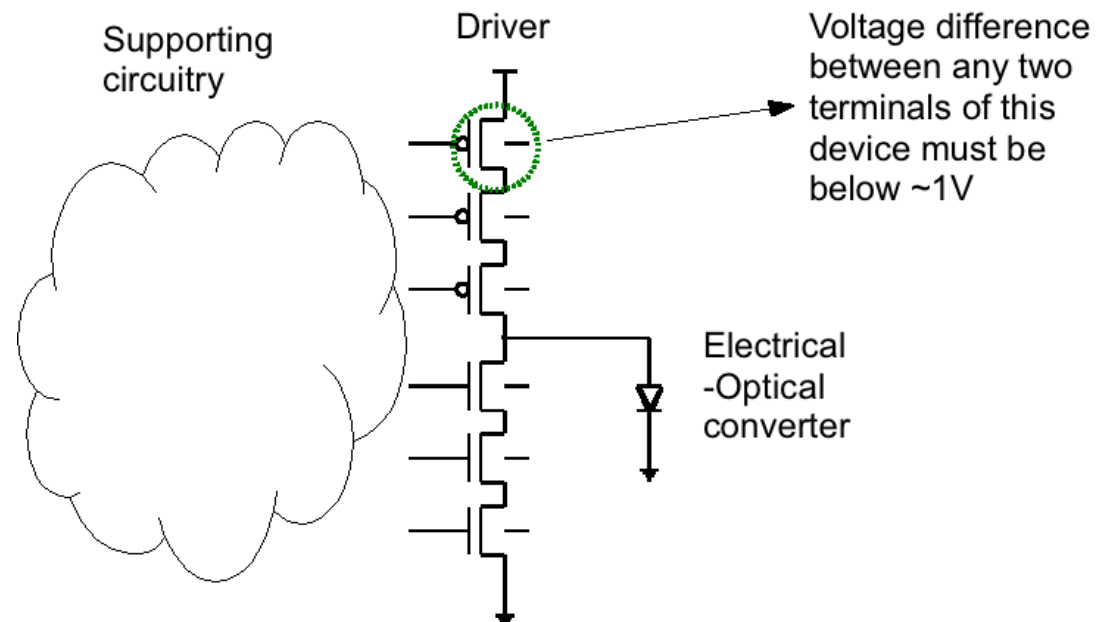 Supporting
circuitry
Driver
Voltage difference
between any two
terminals of this
device must be
below ~1V
Electrical
-Optical
converter